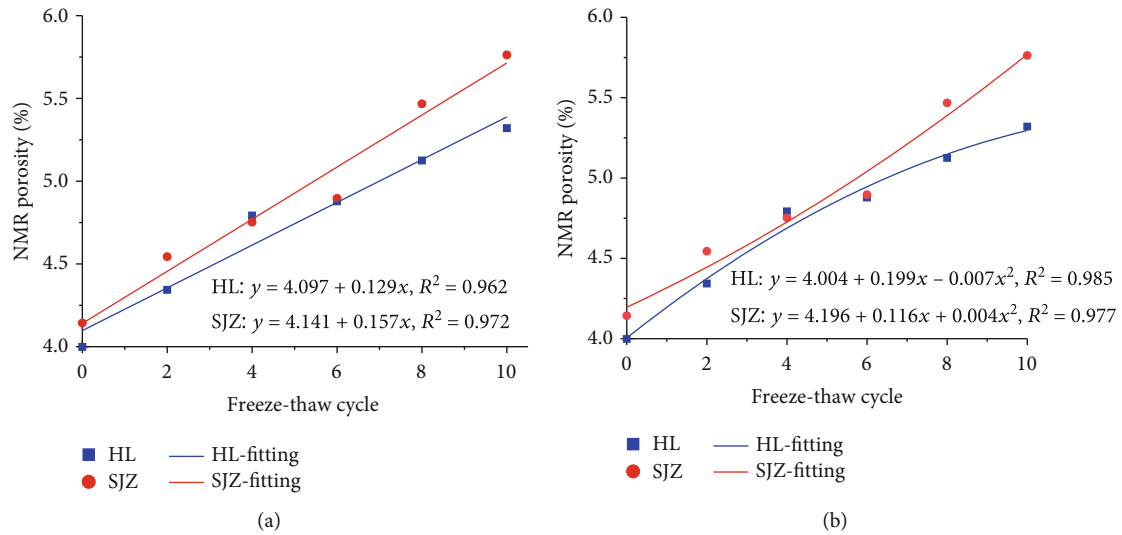 6.0
5.5
5.0
4.5
4.0
NMR porosity (%)
HL: y = 4.097 + 0.129x, R² = 0.962
SJZ: y = 4.141 + 0.157x, R² = 0.972
0 2 4 6 8 10
Freeze-thaw cycle
HL HL-fitting
SJZ SJZ-fitting
(a)
6.0
5.5
5.0
4.5
4.0
NMR porosity (%)
HL: y = 4.004 + 0.199x – 0.007x², R² = 0.985
SJZ: y = 4.196 + 0.116x + 0.004x², R² = 0.977
0 2 4 6 8 10
Freeze-thaw cycle
HL HL-fitting
SJZ SJZ-fitting
(b)